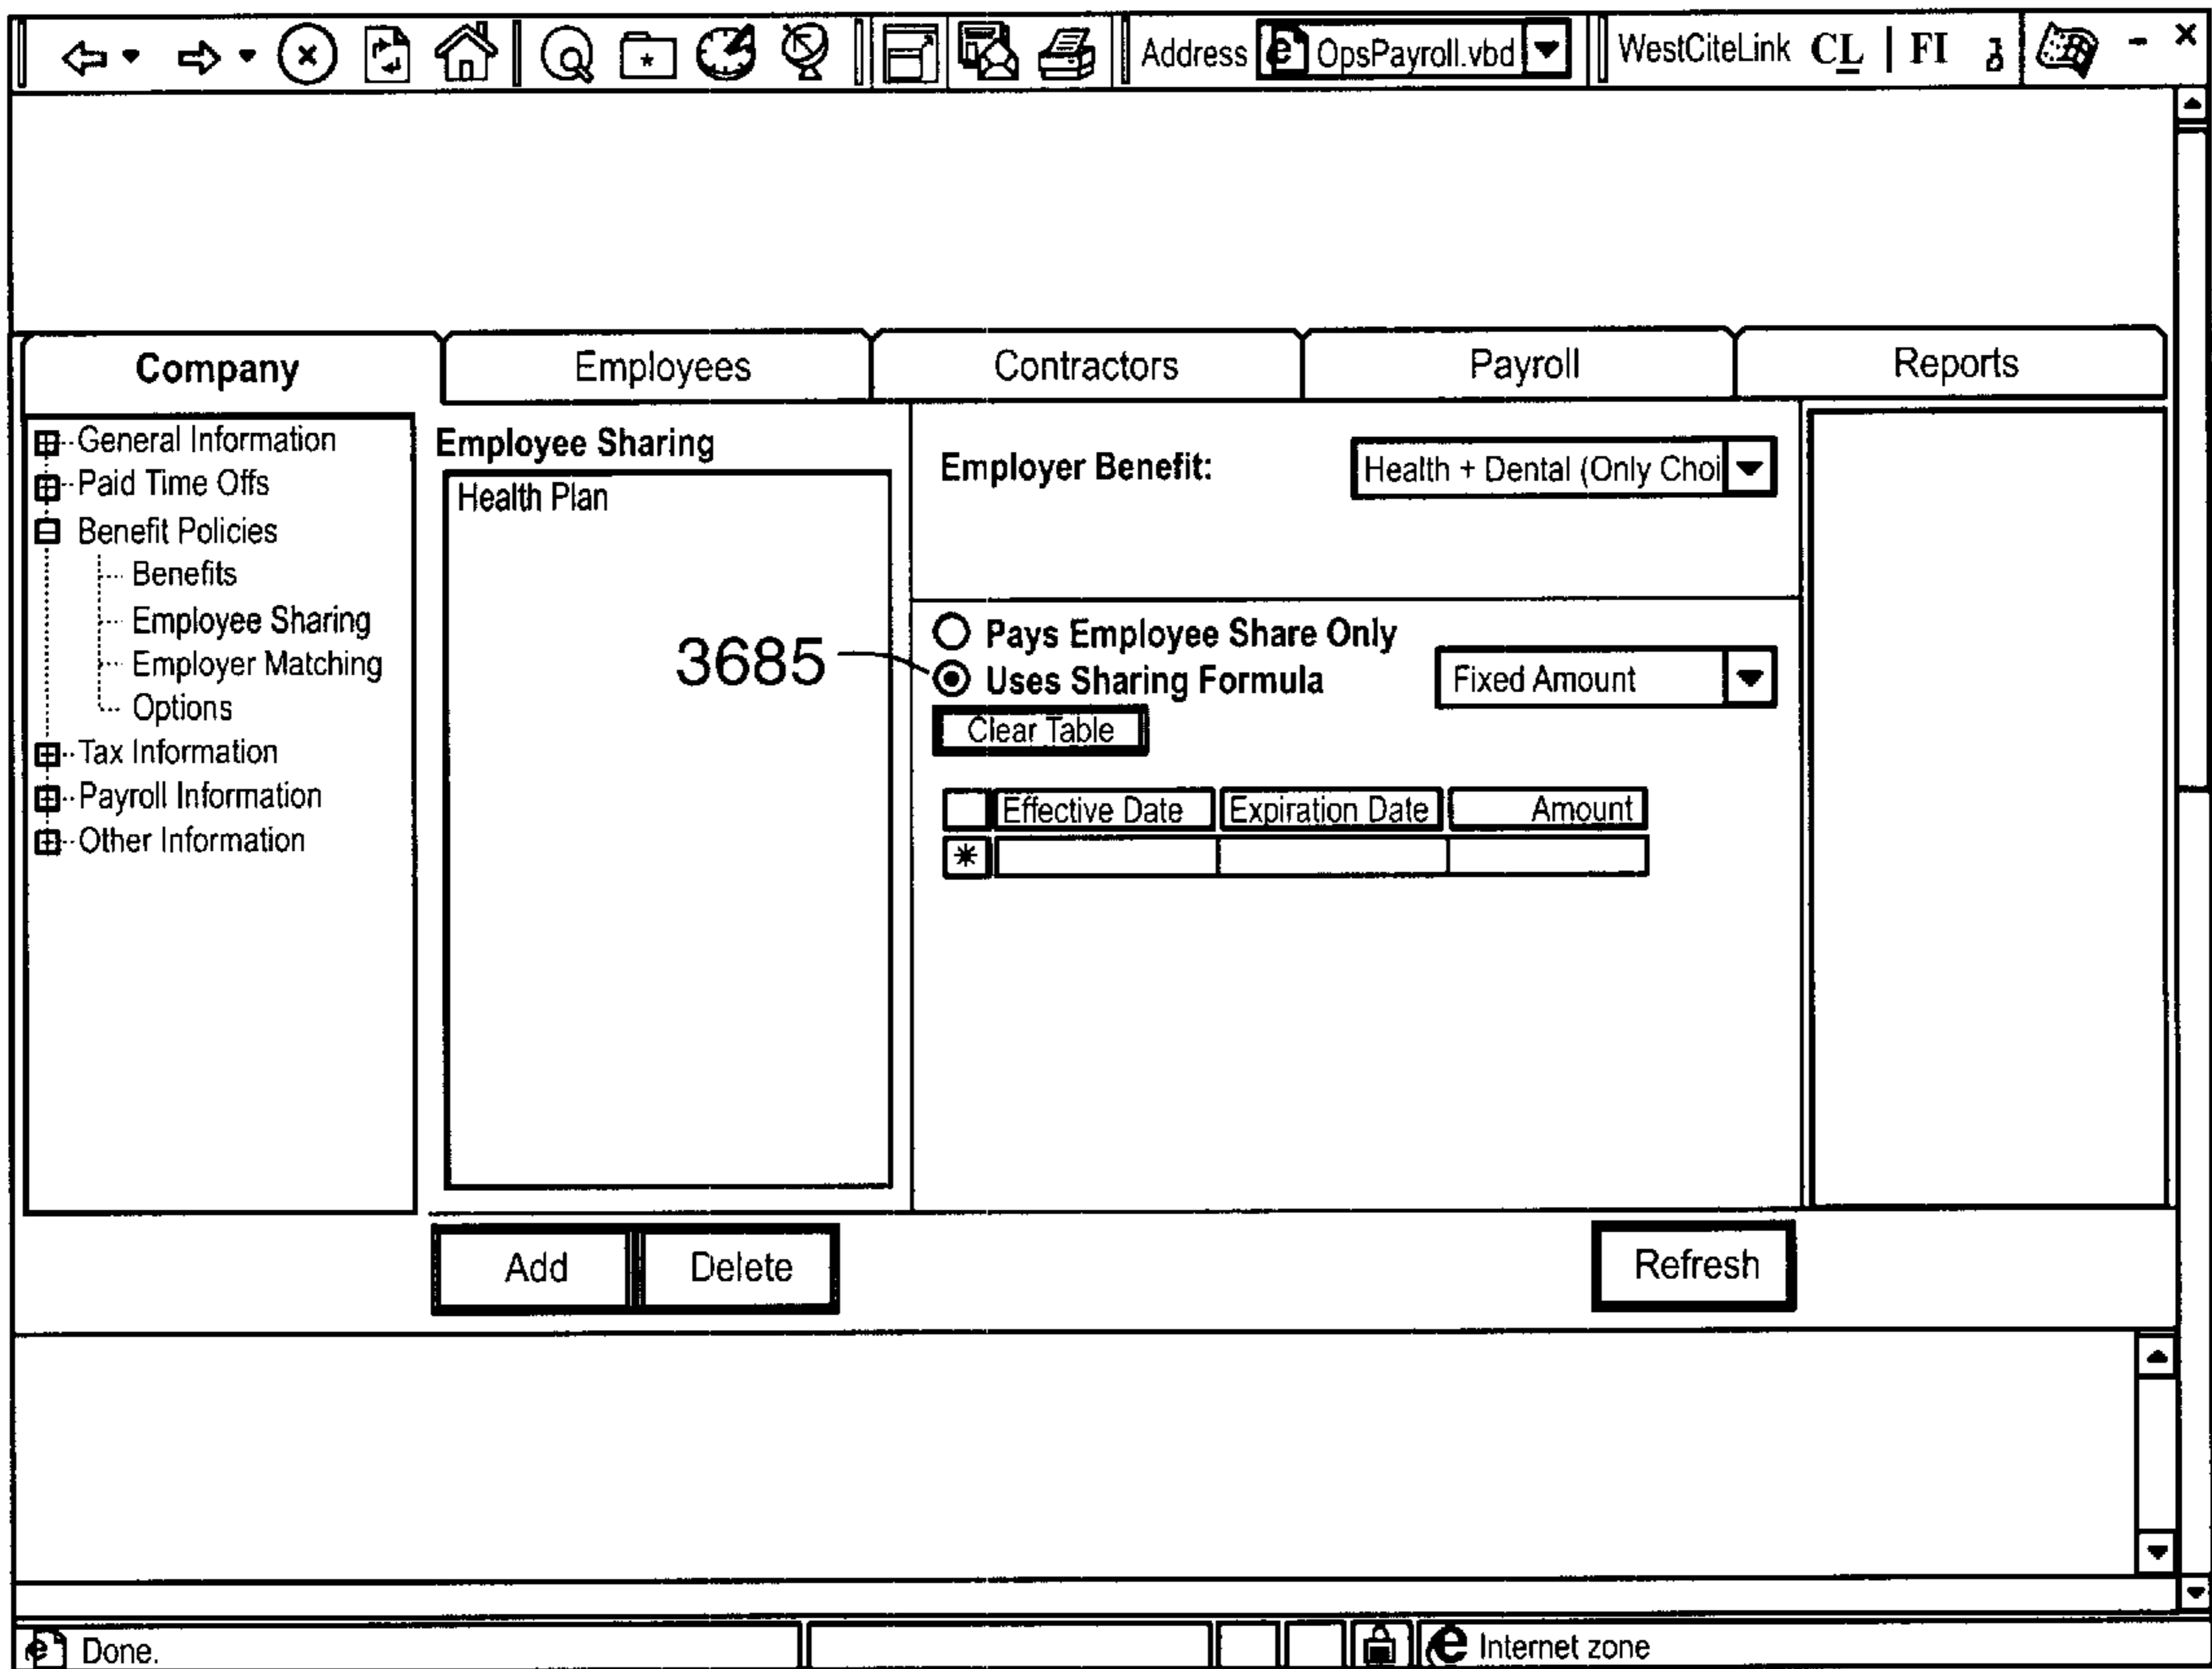 Address OpsPayroll.vbd WestCiteLink CL | FI
Company Employees Contractors Payroll Reports
General Information
Paid Time Offs
Benefit Policies
Benefits
Employee Sharing
Employer Matching
Options
Tax Information
Payroll Information
Other Information
Employee Sharing
Health Plan
3685
Employer Benefit: Health + Dental (Only Choi
Pays Employee Share Only
Uses Sharing Formula Fixed Amount
Clear Table
Effective Date Expiration Date Amount
*
Add Delete Refresh
Done. Internet zone